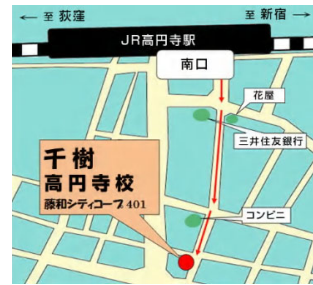 ← 至 荻窪
至 新宿 →
JR高円寺駅
南口
花屋
三井住友銀行
千樹
高円寺校
藤和シティコープ401
コンビニ